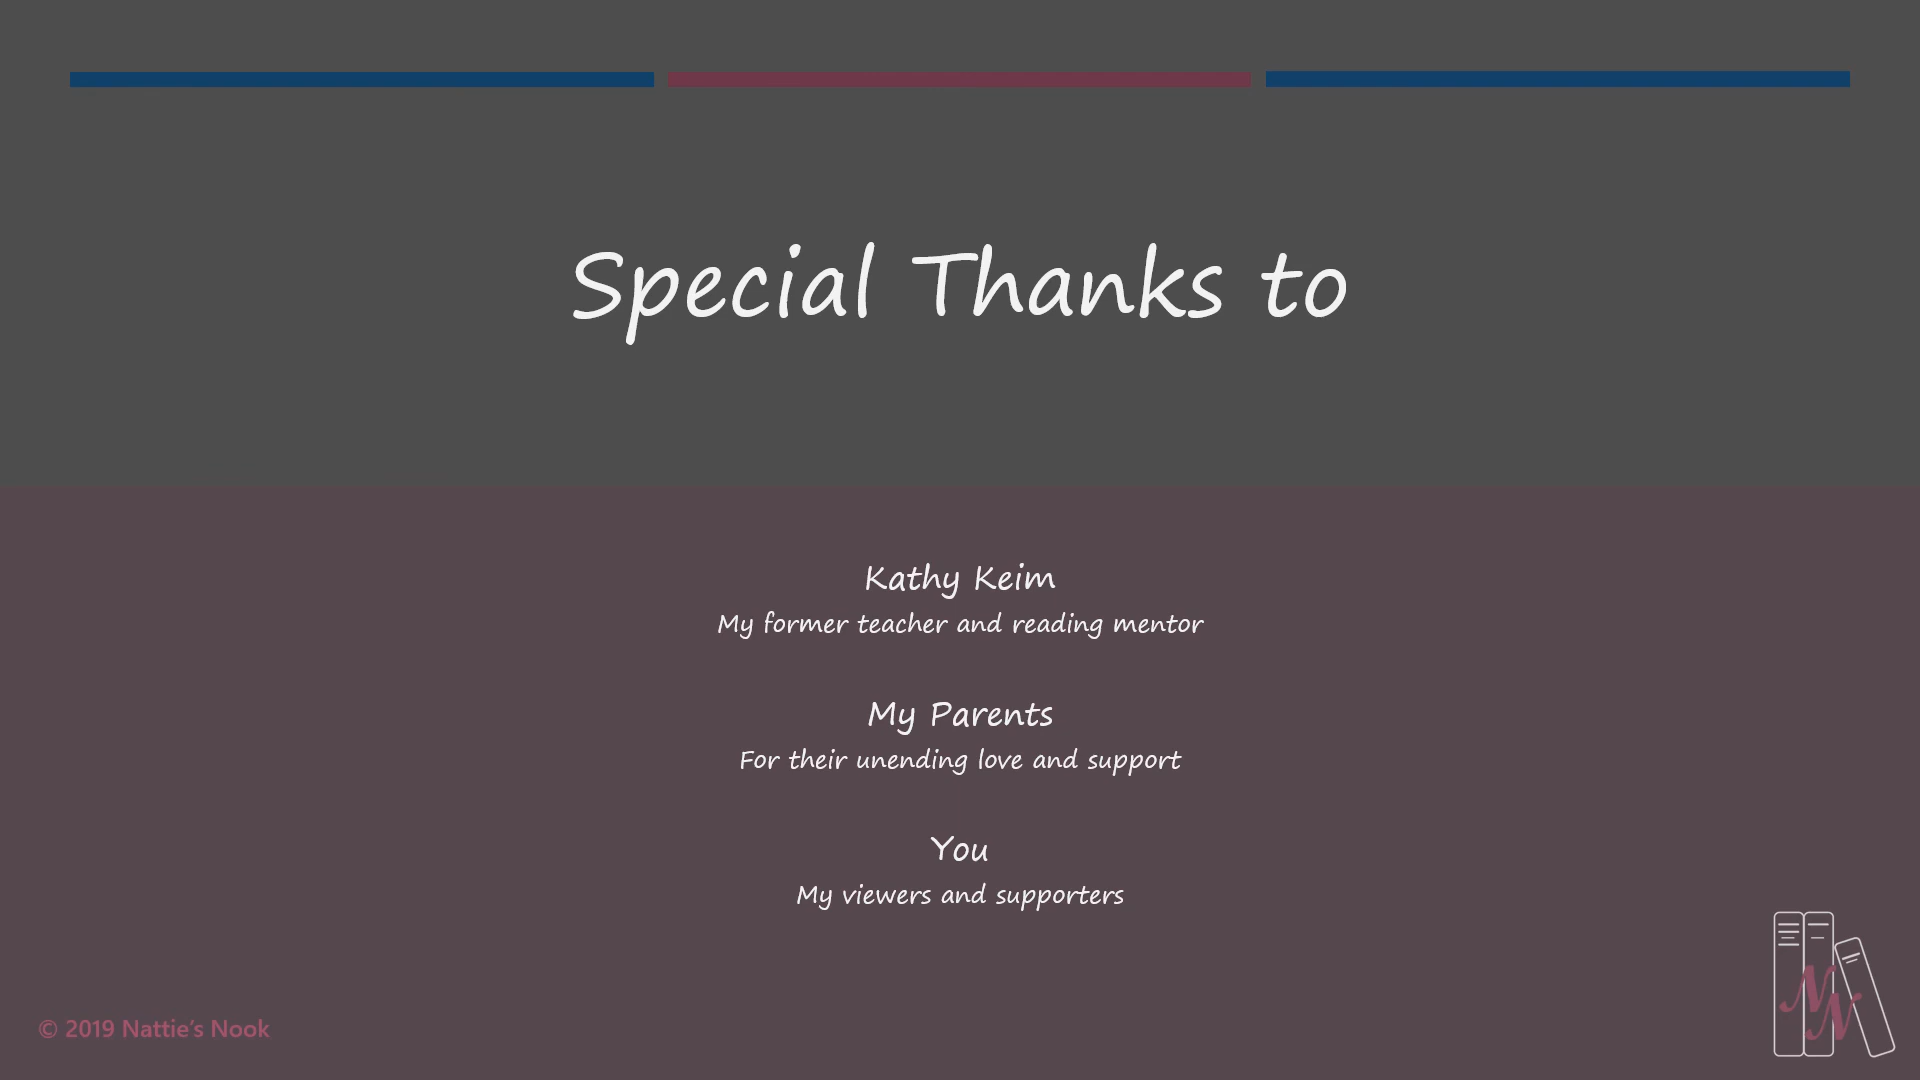 Special Thanks to
Kathy Keim
My former teacher and reading mentor
My Parents
For their unending love and support
You
My viewers and supporters
NN
© 2019 Nattie's Nook